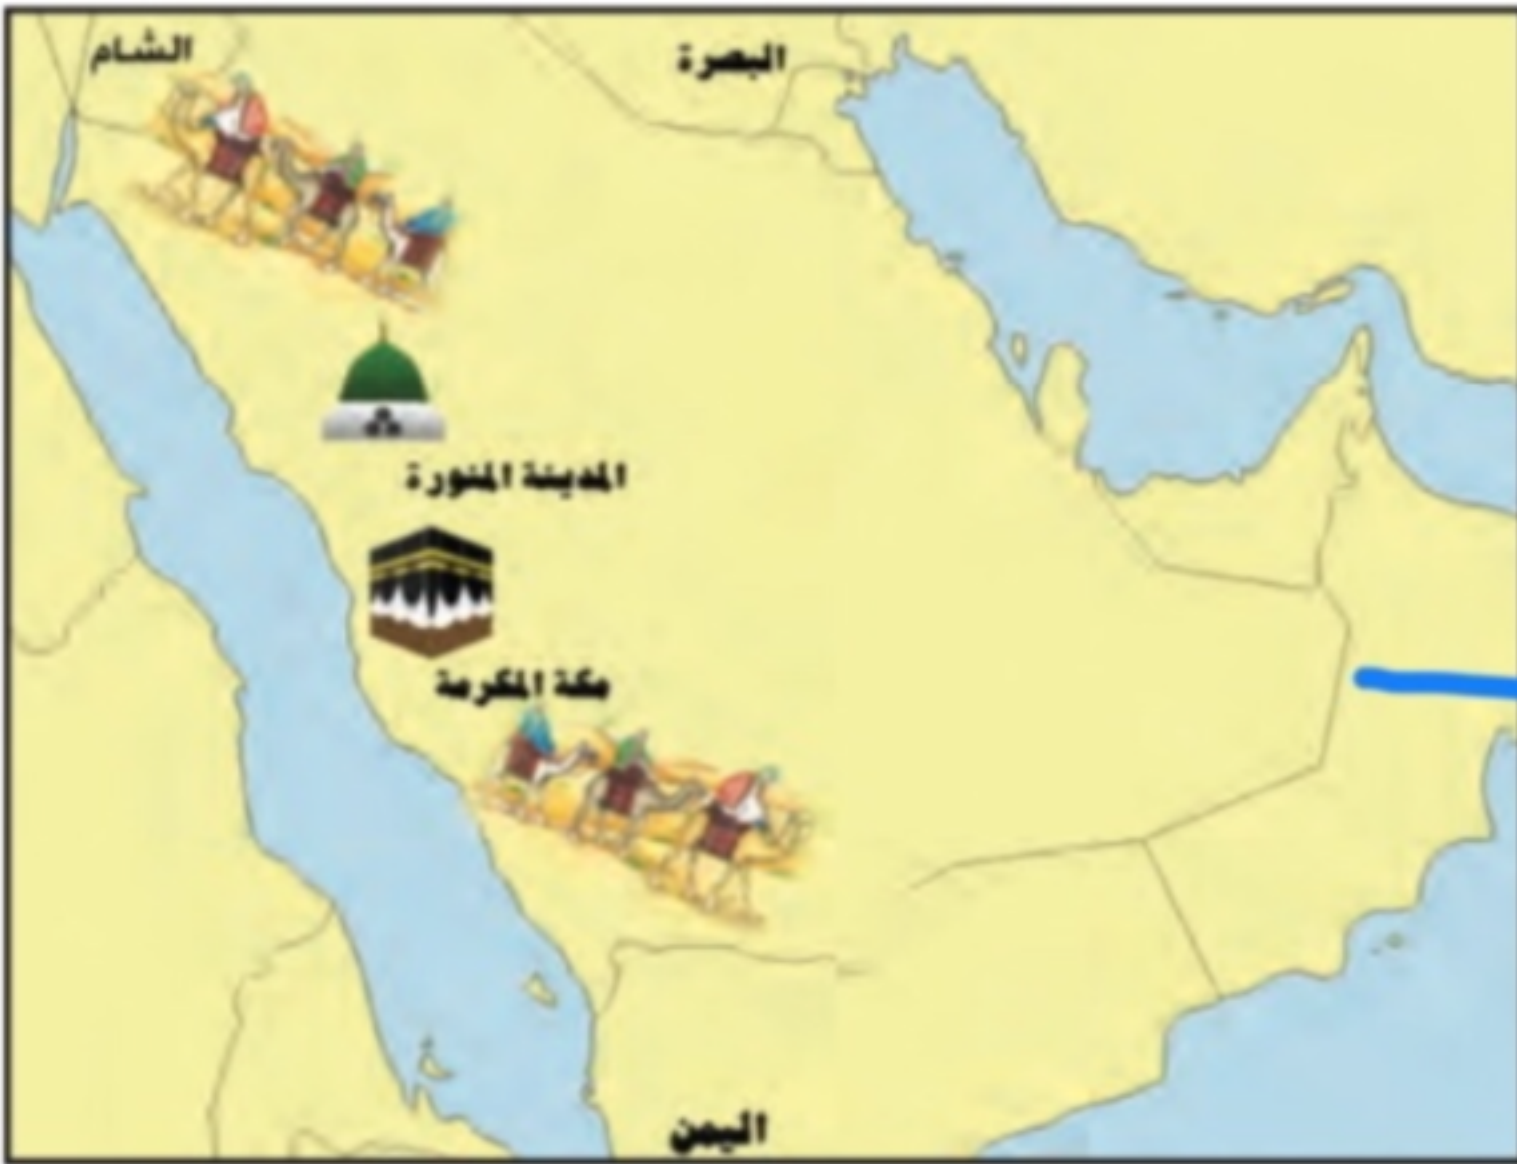 الشام
البصرة
المدينة المنورة
مكة المكرمة
اليمن